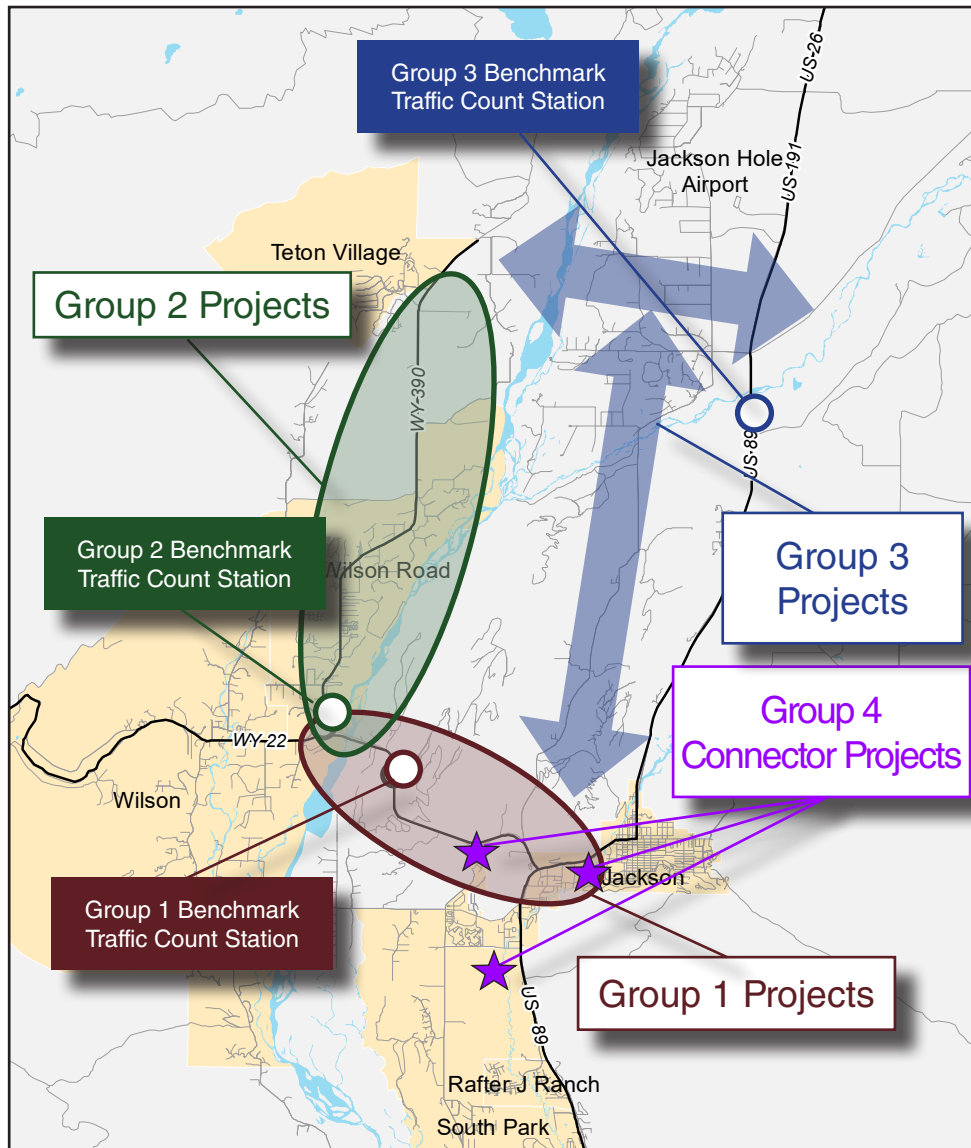 Group 3 Benchmark
Traffic Count Station
US-26
Jackson Hole
Airport
US-191
Teton Village
Group 2 Projects
WY-390
US-89
Group 2 Benchmark
Traffic Count Station
Wilson Road
Group 3
Projects
Group 4
Connector Projects
WY-22
Wilson
Jackson
Group 1 Benchmark
Traffic Count Station
Group 1 Projects
US - 89
Rafter J Ranch
South Park